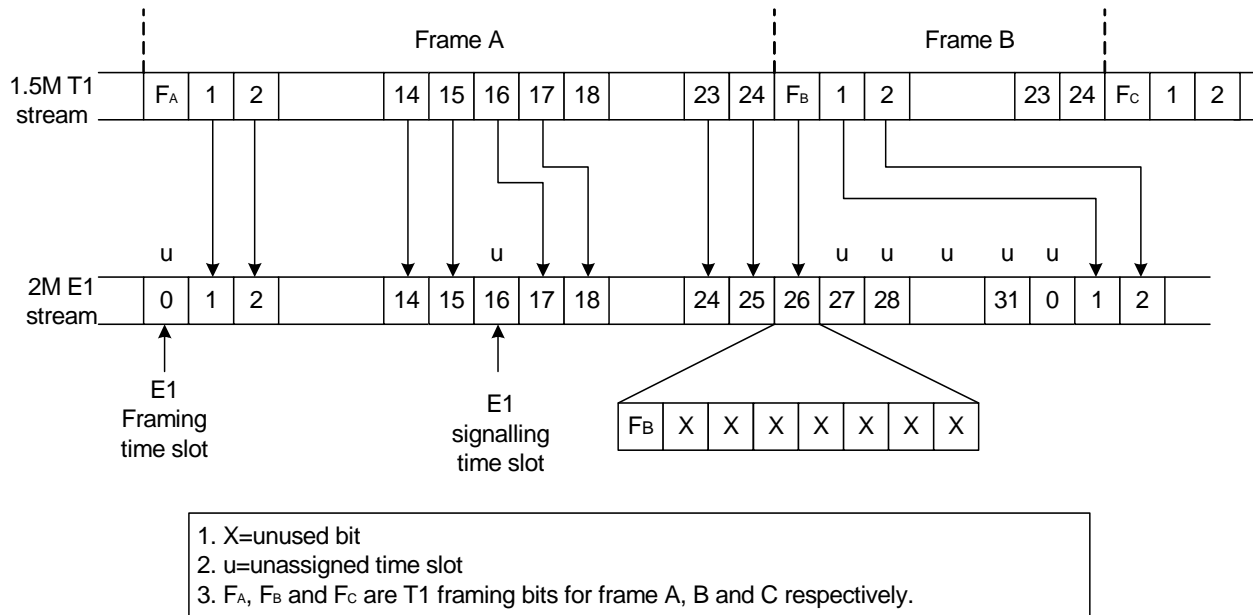 Frame A Frame B
1.5M T1 stream
FA 1 2 14 15 16 17 18 23 24 FB 1 2 23 24 FC 1 2
u u u u u u u
2M E1 stream
0 1 2 14 15 16 17 18 24 25 26 27 28 31 0 1 2
E1
Framing
time slot
E1
signalling
time slot
FB X X X X X X X
1. X=unused bit
2. u=unassigned time slot
3. FA, FB and FC are T1 framing bits for frame A, B and C respectively.